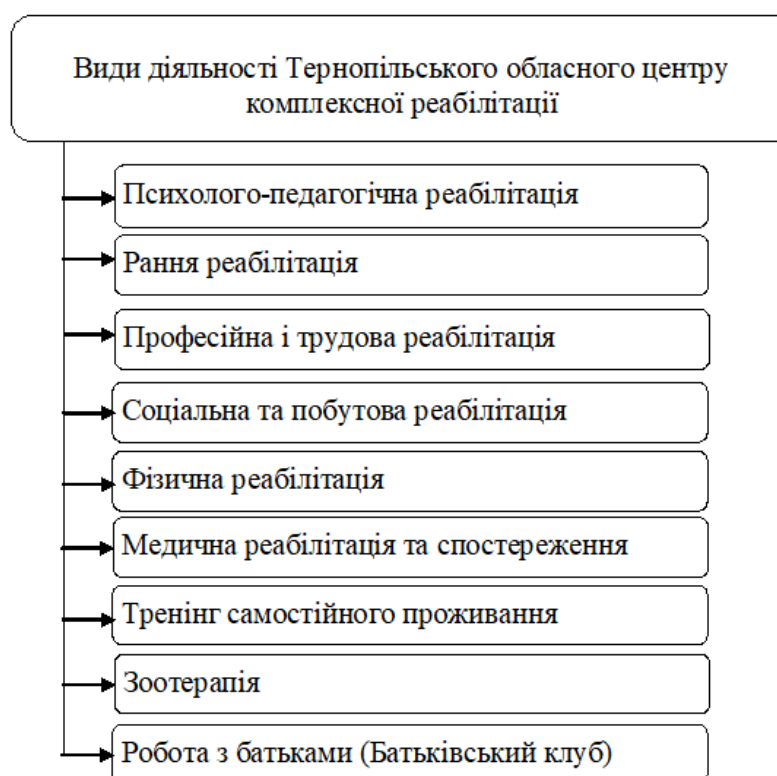 Види діяльності Тернопільського обласного центру
комплексної реабілітації
Психолого-педагогічна реабілітація
Рання реабілітація
Професійна і трудова реабілітація
Соціальна та побутова реабілітація
Фізична реабілітація
Медична реабілітація та спостереження
Тренінг самостійного проживання
Зоотерапія
Робота з батьками (Батьківський клуб)